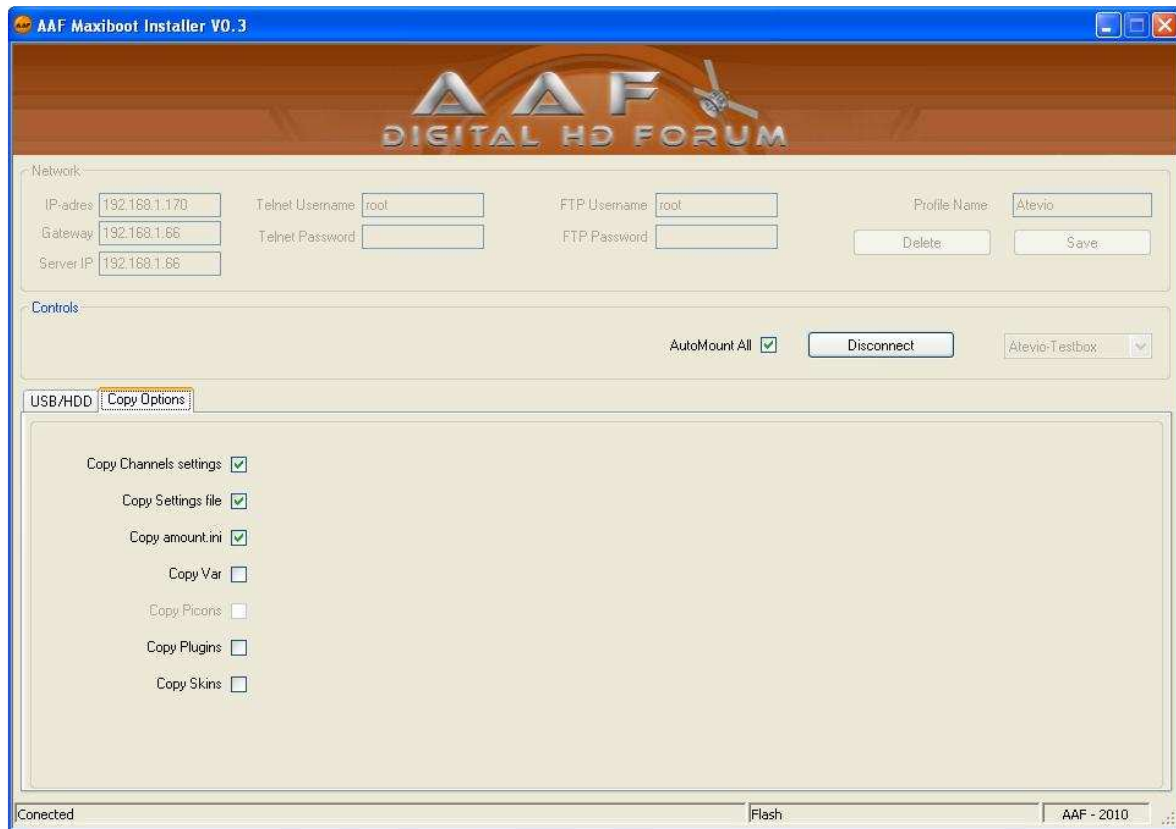 AAF Maxiboot Installer V0.3
AAF
DIGITAL HD FORUM
Network
IP-adres 192.168.1.170 Telnet Username root FTP Username root Profile Name Atevio
Gateway 192.168.1.66 Telnet Password FTP Password Delete Save
Server IP 192.168.1.66
Controls
AutoMount All Disconnect Atevio-Testbox
USB/HDD Copy Options
Copy Channels settings
Copy Settings file
Copy amount.ini
Copy Var
Copy Picons
Copy Plugins
Copy Skins
Conected Flash AAF - 2010